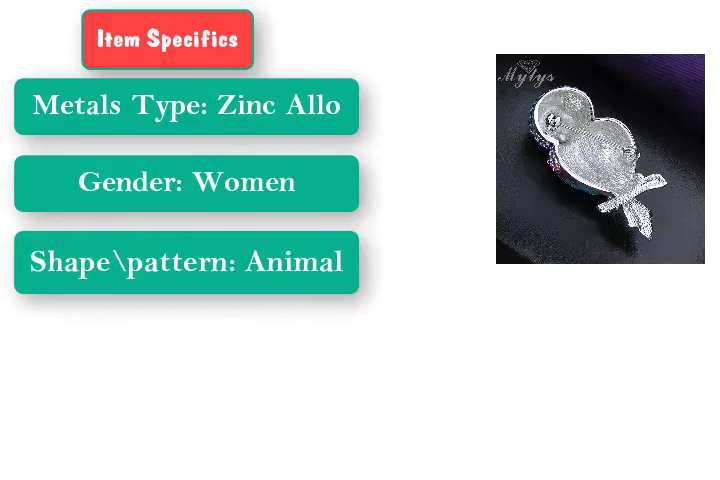 Item Specifics
Metals Type: Zinc Allo
Gender: Women
Shape\pattern: Animal
Mytys